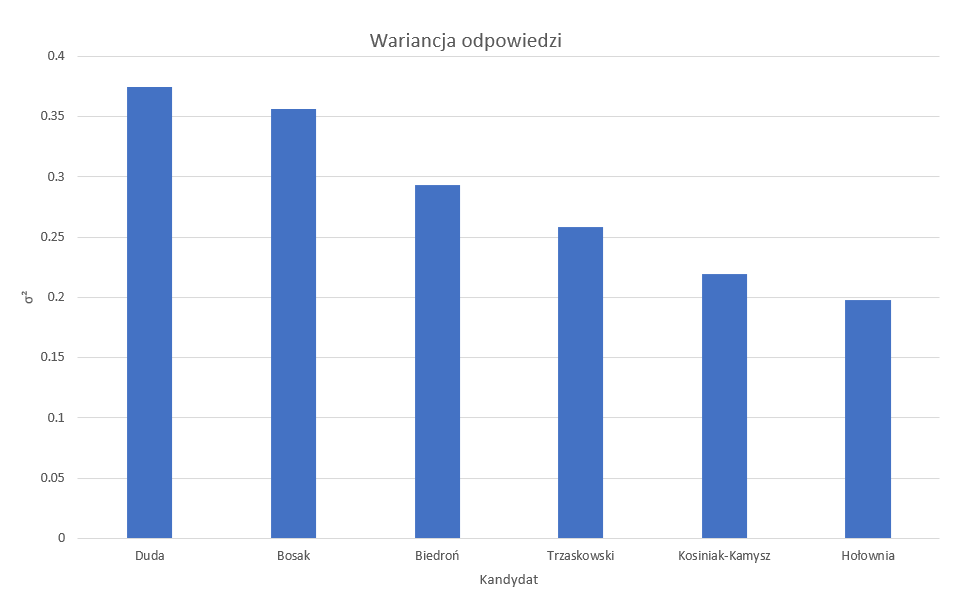 Wariancja odpowiedzi
0.4
0.35
0.3
0.25
0.2
0.15
0.1
0.05
0
σ²
Duda Bosak Biedroń Trzaskowski Kosiniak-Kamysz Hołownia
Kandydat